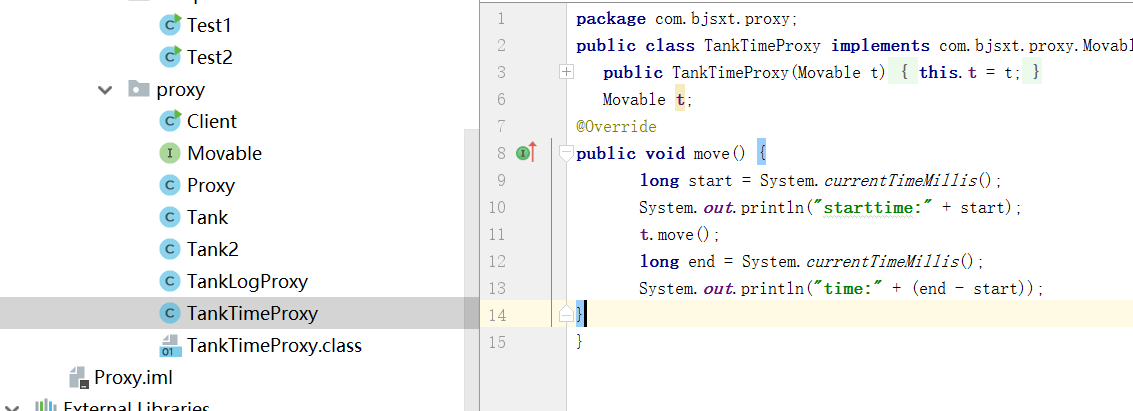 Test1
Test2
proxy
Client
Movable
Proxy
Tank
Tank2
TankLogProxy
TankTimeProxy
TankTimeProxy.class
Proxy.iml
External Libraries
1 package com.bjsxt.proxy;
2 public class TankTimeProxy implements com.bjsxt.proxy.Movabl
3 public TankTimeProxy(Movable t) { this.t = t; }
6 Movable t;
7 @Override
8 public void move() {
9 long start = System.currentTimeMillis();
10 System.out.println("starttime:" + start);
11 t.move();
12 long end = System.currentTimeMillis();
13 System.out.println("time:" + (end - start));
14 }
15 }